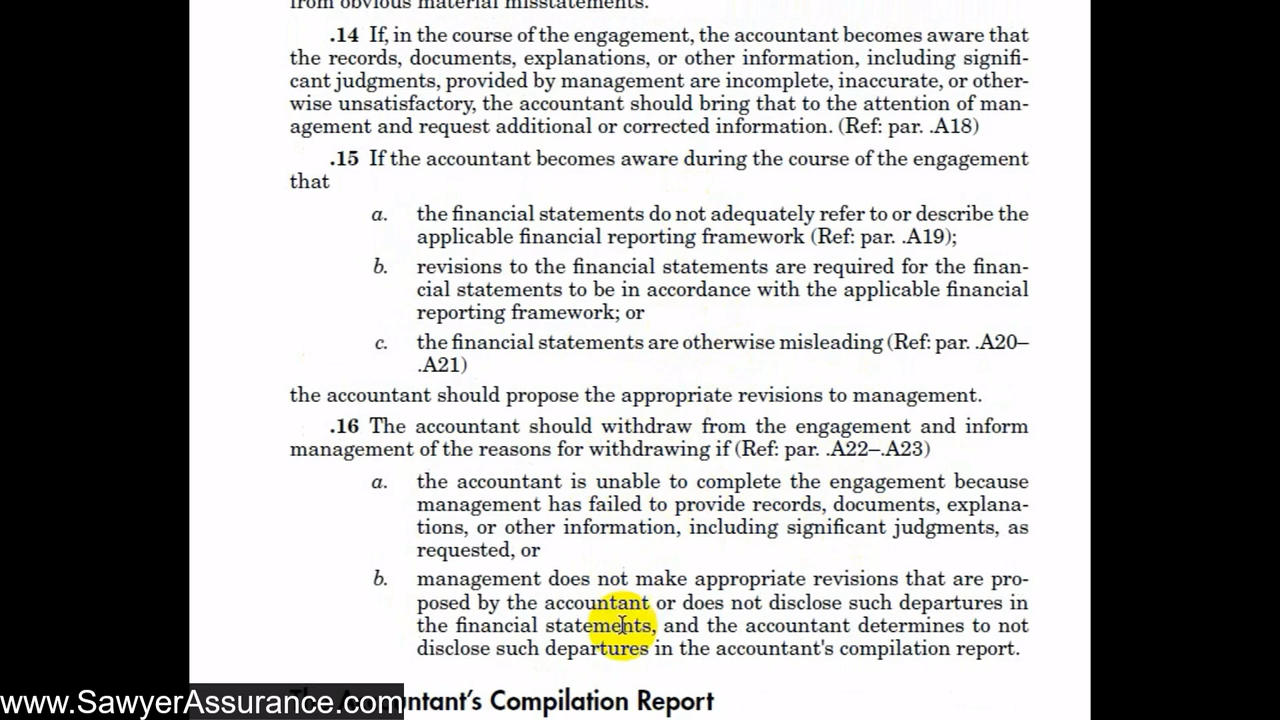 from obvious material misstatements.
.14 If, in the course of the engagement, the accountant becomes aware that
the records, documents, explanations, or other information, including signifi-
cant judgments, provided by management are incomplete, inaccurate, or other-
wise unsatisfactory, the accountant should bring that to the attention of man-
agement and request additional or corrected information. (Ref: par. .A18)
.15 If the accountant becomes aware during the course of the engagement
that
a. the financial statements do not adequately refer to or describe the
applicable financial reporting framework (Ref: par. .A19);
b. revisions to the financial statements are required for the finan-
cial statements to be in accordance with the applicable financial
reporting framework; or
c. the financial statements are otherwise misleading (Ref: par. .A20–
.A21)
the accountant should propose the appropriate revisions to management.
.16 The accountant should withdraw from the engagement and inform
management of the reasons for withdrawing if (Ref: par. .A22–.A23)
a. the accountant is unable to complete the engagement because
management has failed to provide records, documents, explana-
tions, or other information, including significant judgments, as
requested, or
b. management does not make appropriate revisions that are pro-
posed by the accountant or does not disclose such departures in
the financial statements, and the accountant determines to not
disclose such departures in the accountant's compilation report.
ntant's Compilation Report
www.SawyerAssurance.com